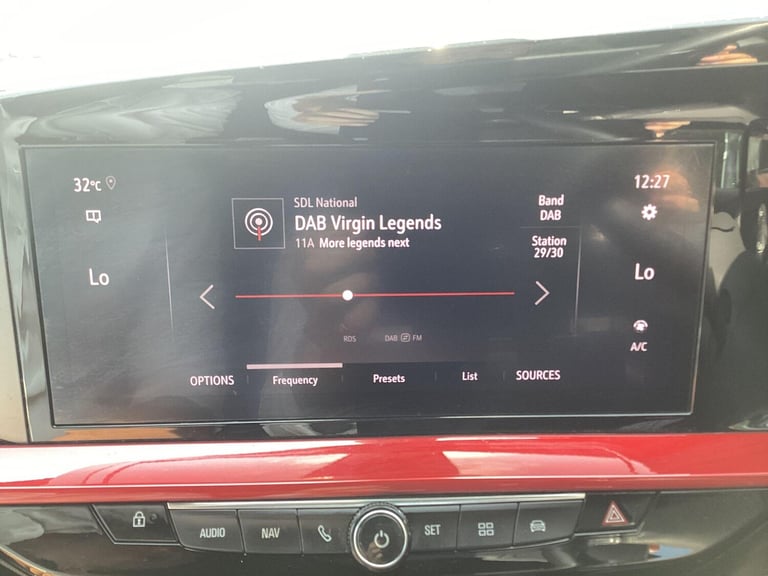 32°C
12:27
SDL National
DAB Virgin Legends
11A More legends next
Band
DAB
Station
29/30
Lo
Lo
A/C
RDS
DAB FM
OPTIONS
Frequency
Presets
List
SOURCES
AUDIO
NAV
SET